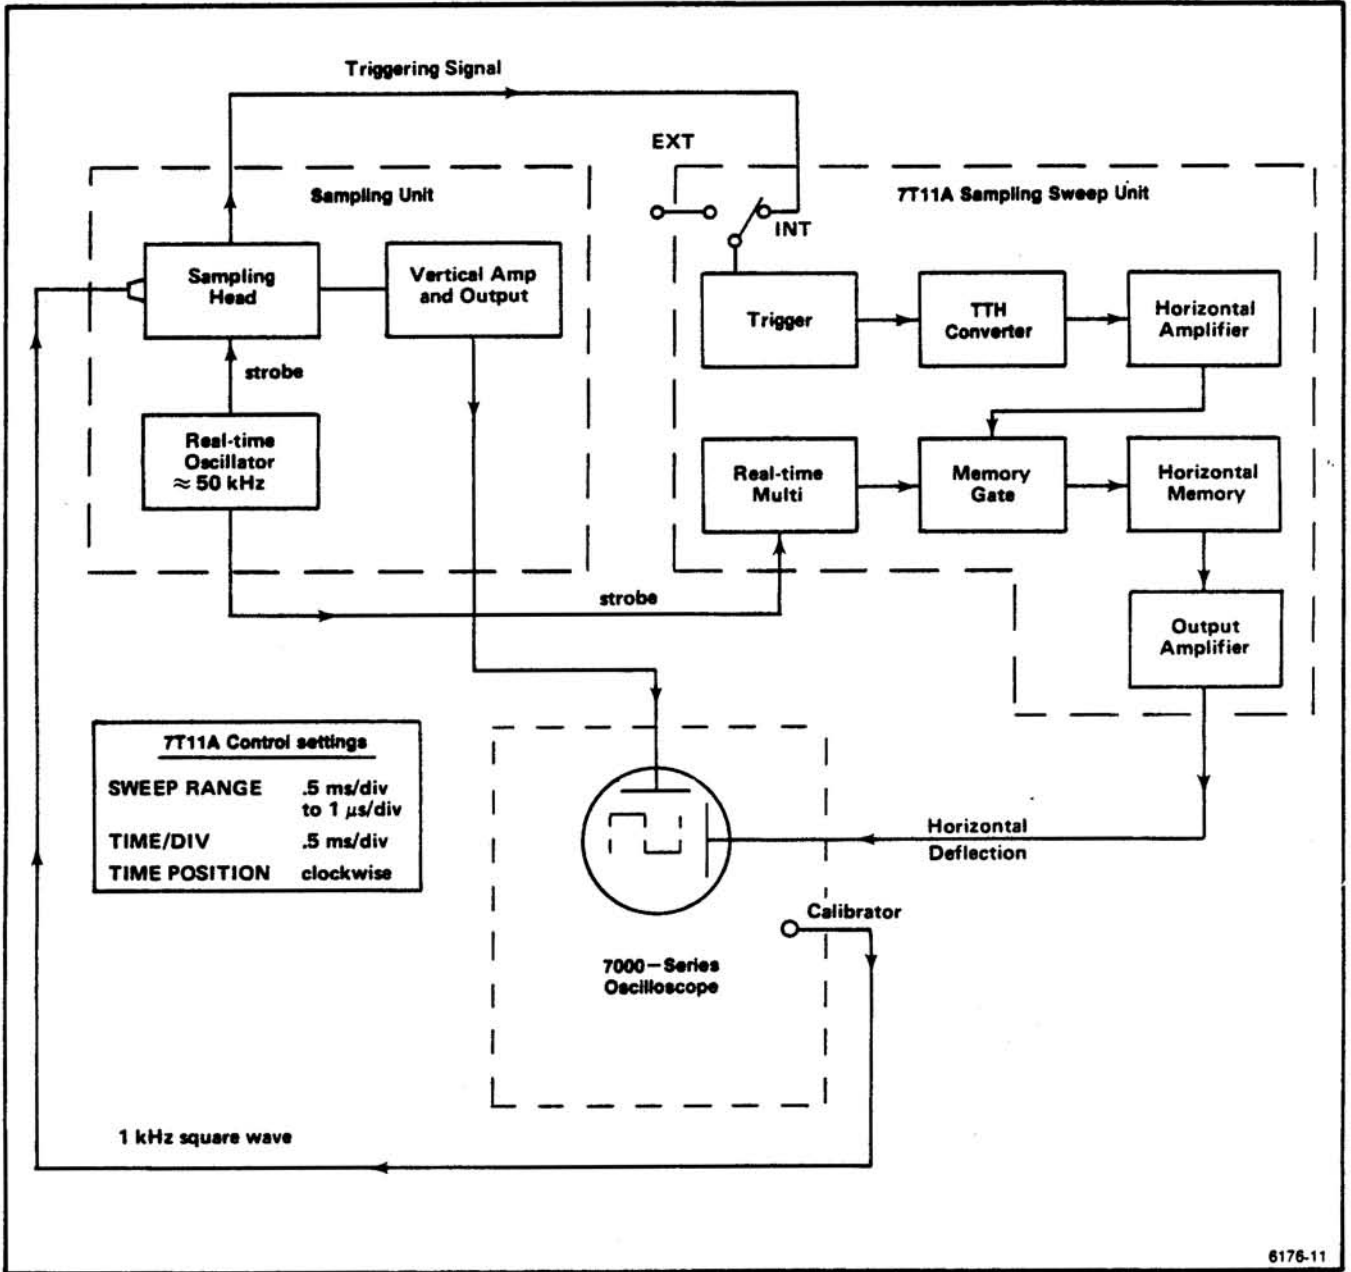 Triggering Signal
EXT
Sampling Unit
7T11A Sampling Sweep Unit
INT
Sampling
Head
Vertical Amp
and Output
Trigger
TTH
Converter
Horizontal
Amplifier
strobe
Real-time
Oscillator
≈ 50 kHz
Real-time
Multi
Memory
Gate
Horizontal
Memory
strobe
Output
Amplifier
7T11A Control settings
SWEEP RANGE .5 ms/div
to 1 μs/div
TIME/DIV .5 ms/div
TIME POSITION clockwise
Horizontal
Deflection
Calibrator
7000-Series
Oscilloscope
1 kHz square wave
6176-11